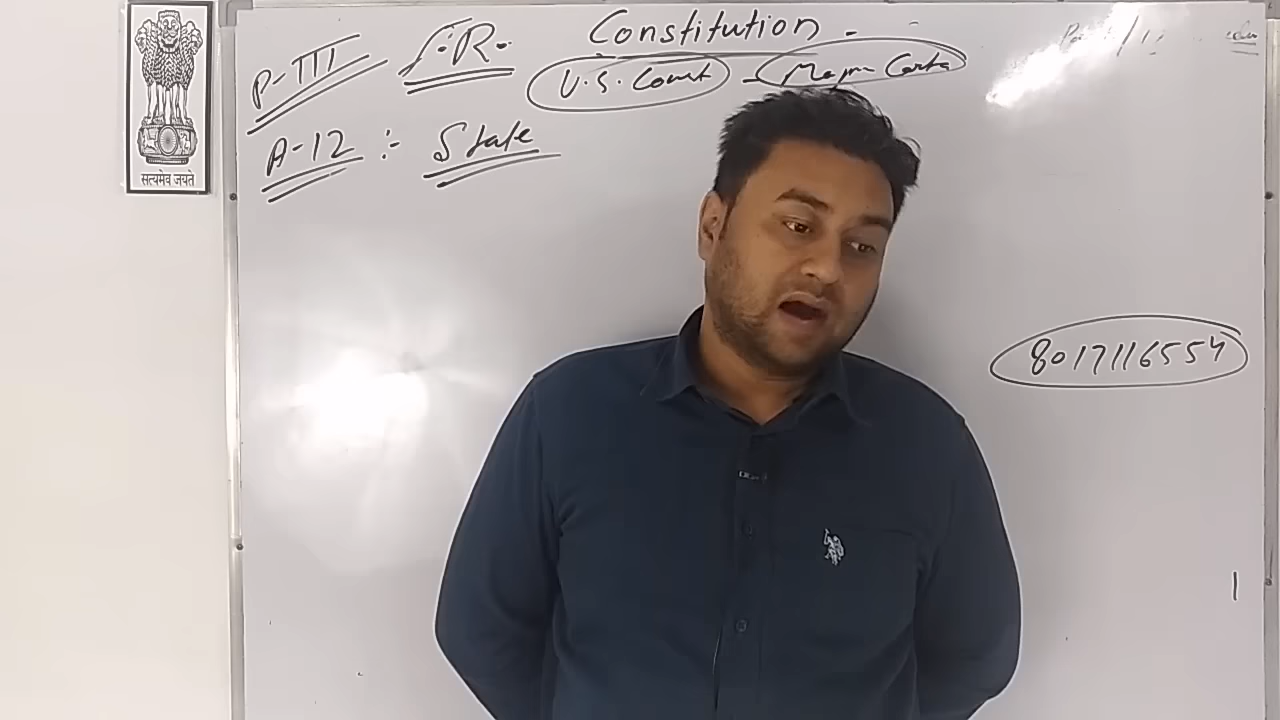 Constitution -
P-III F.R.
U.S. Const - Magna Carta
A-12 :- State
सत्यमेव जयते
8017116554